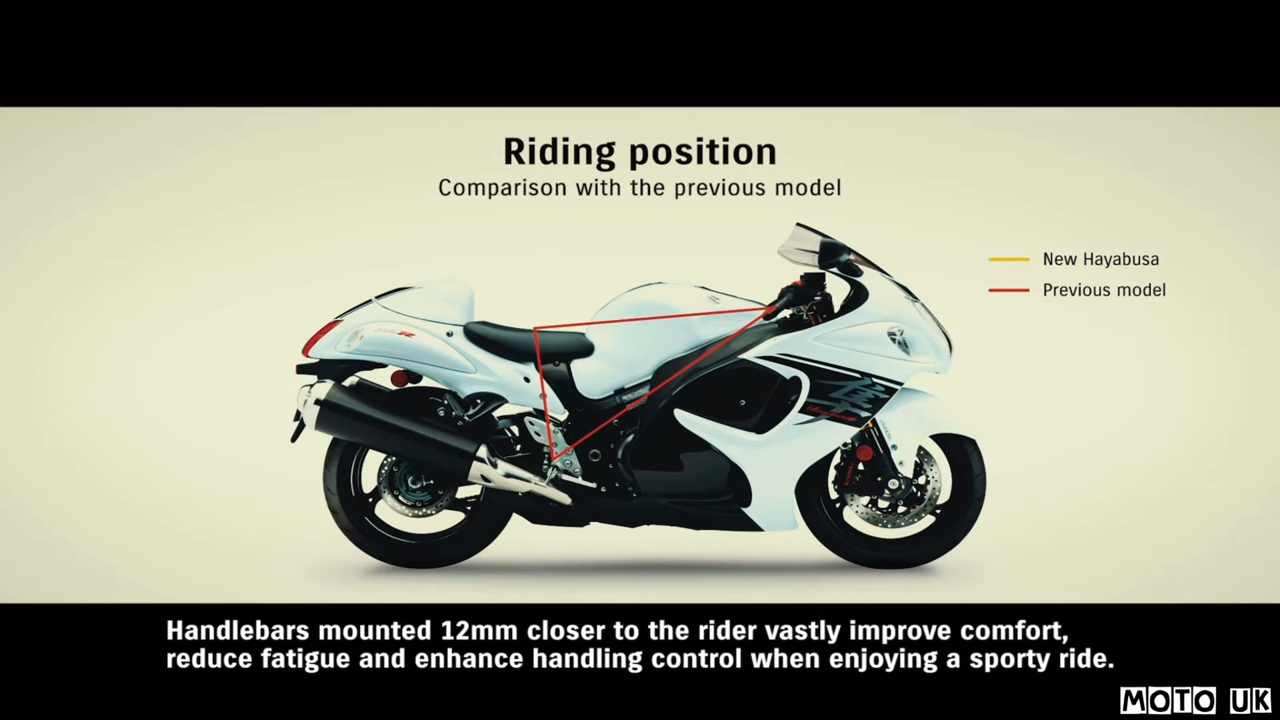 Riding position
Comparison with the previous model
New Hayabusa
Previous model
隼
Handlebars mounted 12mm closer to the rider vastly improve comfort,
reduce fatigue and enhance handling control when enjoying a sporty ride.
MOTO UK